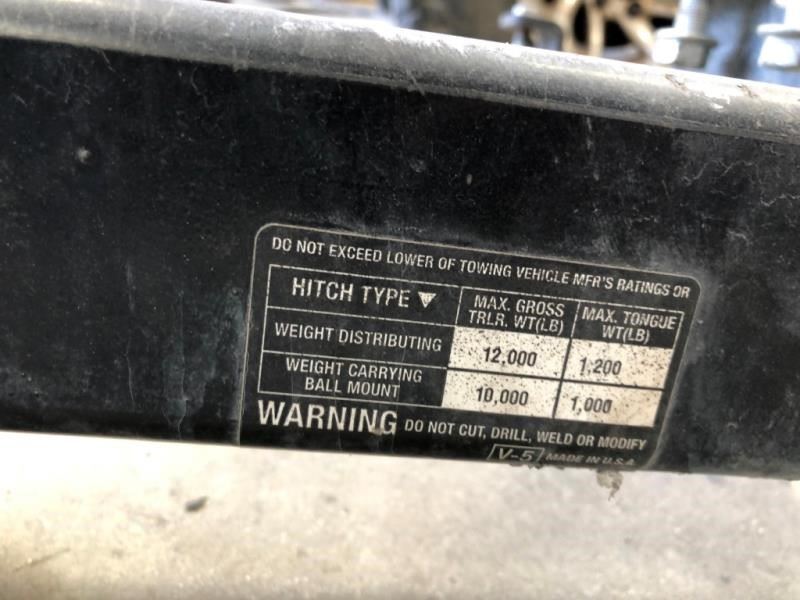 DO NOT EXCEED LOWER OF TOWING VEHICLE MFR'S RATINGS OR
HITCH TYPE
MAX. GROSS
TRLR. WT(LB)
MAX. TONGUE
WT(LB)
WEIGHT DISTRIBUTING
12,000
1,200
WEIGHT CARRYING
BALL MOUNT
10,000
1,000
WARNING DO NOT CUT, DRILL, WELD OR MODIFY
V-5 MADE IN U.S.A.